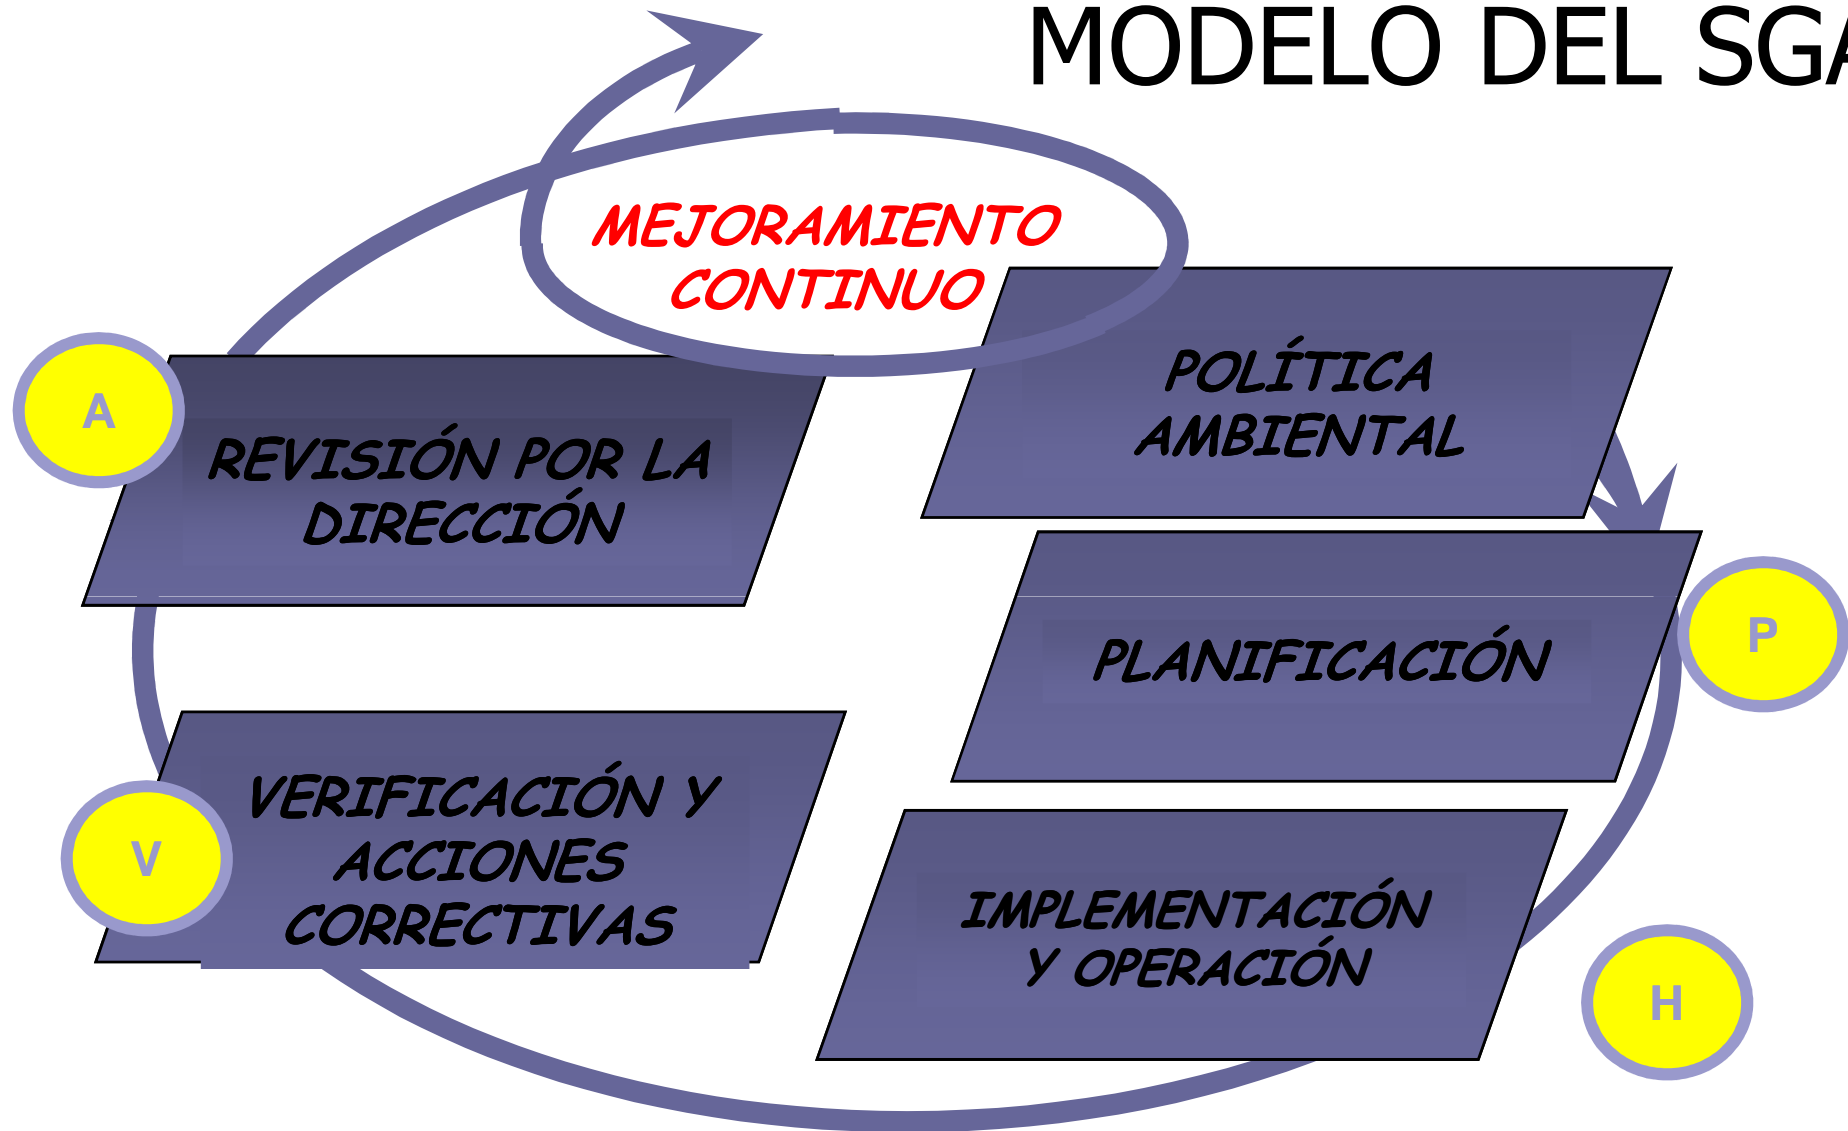 MODELO DEL SGA
MEJORAMIENTO
CONTINUO
POLÍTICA
AMBIENTAL
A
REVISIÓN POR LA
DIRECCIÓN
P
PLANIFICACIÓN
V
VERIFICACIÓN Y
ACCIONES
CORRECTIVAS
IMPLEMENTACIÓN
Y OPERACIÓN
H